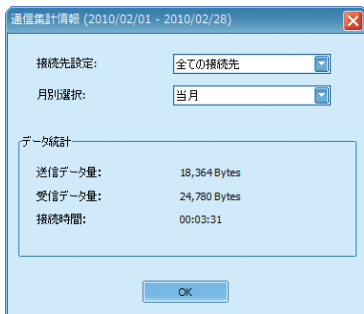 通信集計情報 (2010/02/01 - 2010/02/28)
接続先設定: 全ての接続先
月別選択: 当月
データ統計
送信データ量: 18,364 Bytes
受信データ量: 24,780 Bytes
接続時間: 00:03:31
OK